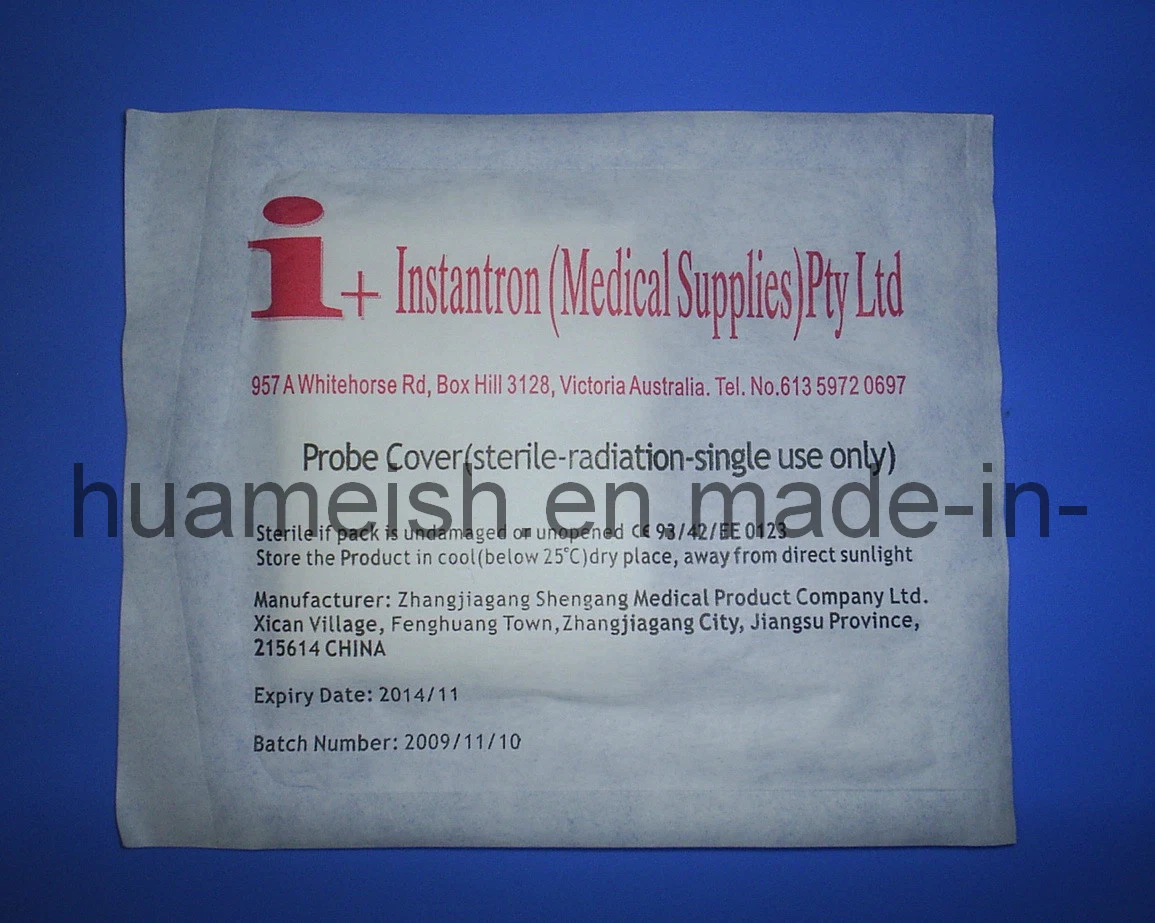 i+ Instantron (Medical Supplies)Pty Ltd
957 A Whitehorse Rd, Box Hill 3128, Victoria Australia. Tel. No.613 5972 0697
Probe Cover(sterile-radiation-single use only)
huameish en made-in-
Sterile if pack is undamaged or unopened CE 93/42/EE 0123
Store the Product in cool(below 25°C)dry place, away from direct sunlight
Manufacturer: Zhangjiagang Shengang Medical Product Company Ltd.
Xican Village, Fenghuang Town,Zhangjiagang City, Jiangsu Province,
215614 CHINA
Expiry Date: 2014/11
Batch Number: 2009/11/10